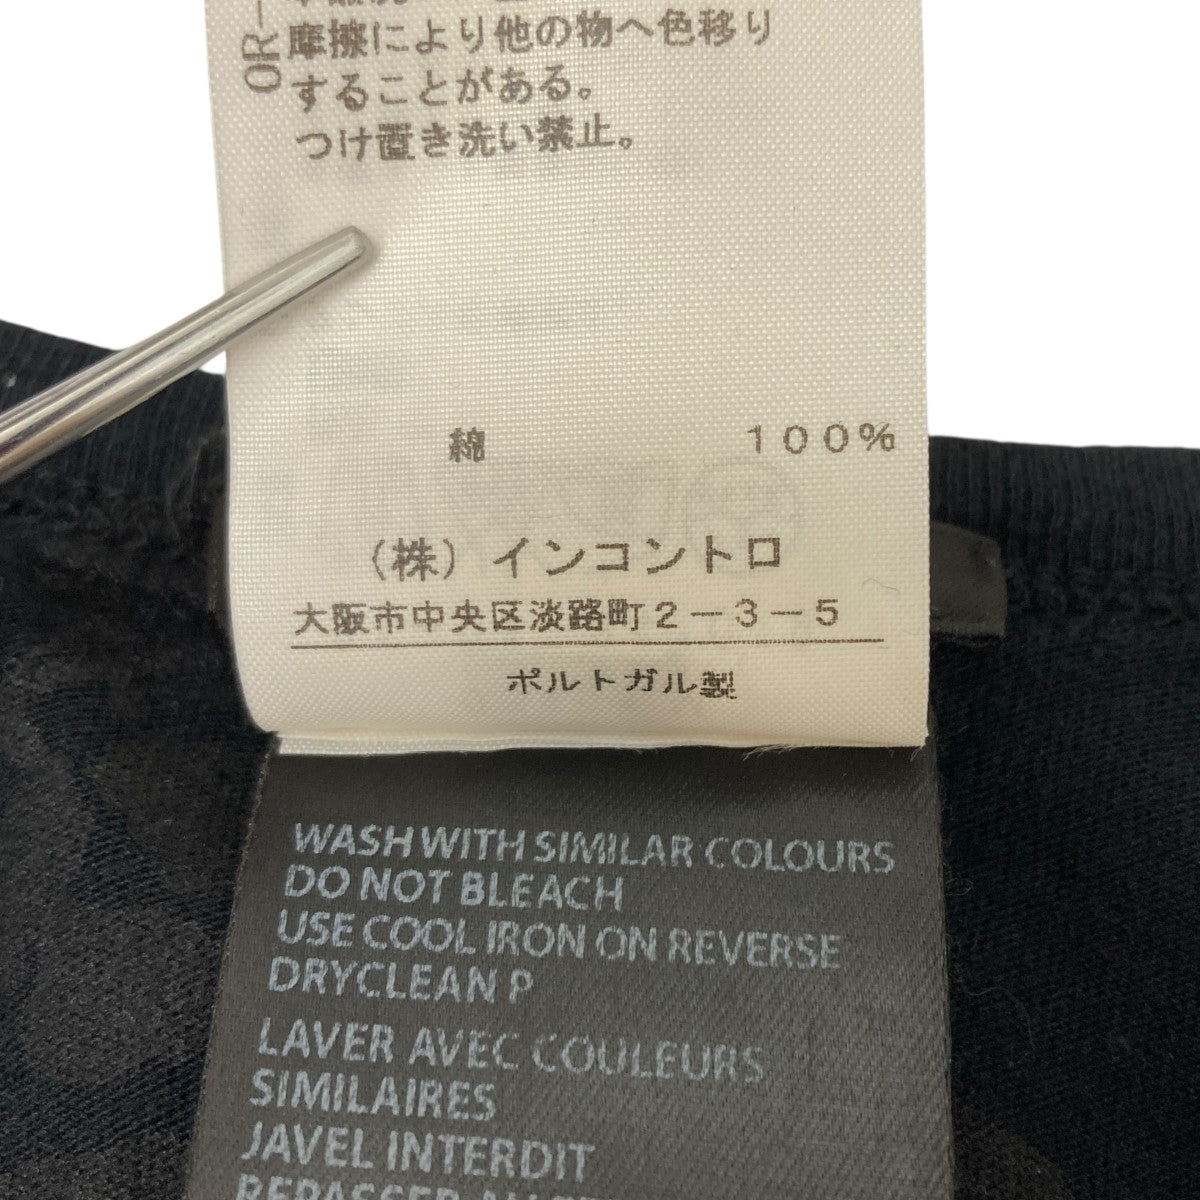 OR-
摩擦により他の物へ色移り
することがある。
つけ置き洗い禁止。
綿 100%
（株）インコントロ
大阪市中央区淡路町2-3-5
ポルトガル製
WASH WITH SIMILAR COLOURS
DO NOT BLEACH
USE COOL IRON ON REVERSE
DRYCLEAN P
LAVER AVEC COULEURS
SIMILAIRES
JAVEL INTERDIT
REPASSER